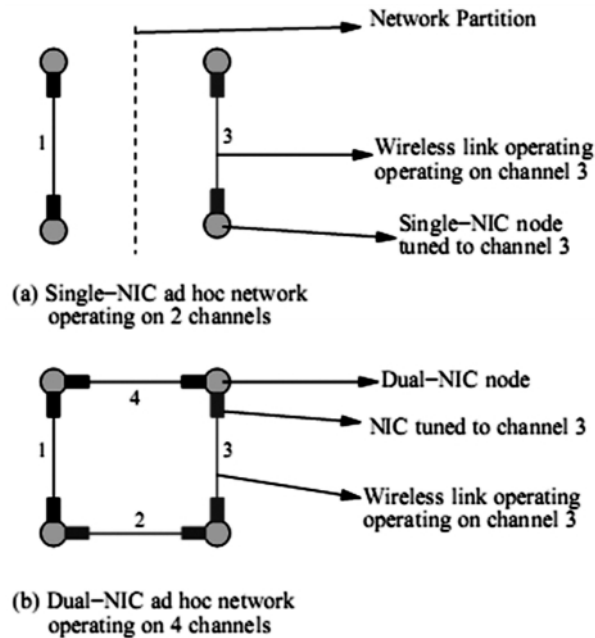 Network Partition
1
3
Wireless link operating
operating on channel 3
Single–NIC node
tuned to channel 3
(a) Single–NIC ad hoc network
operating on 2 channels
4
Dual–NIC node
NIC tuned to channel 3
1
3
2
Wireless link operating
operating on channel 3
(b) Dual–NIC ad hoc network
operating on 4 channels